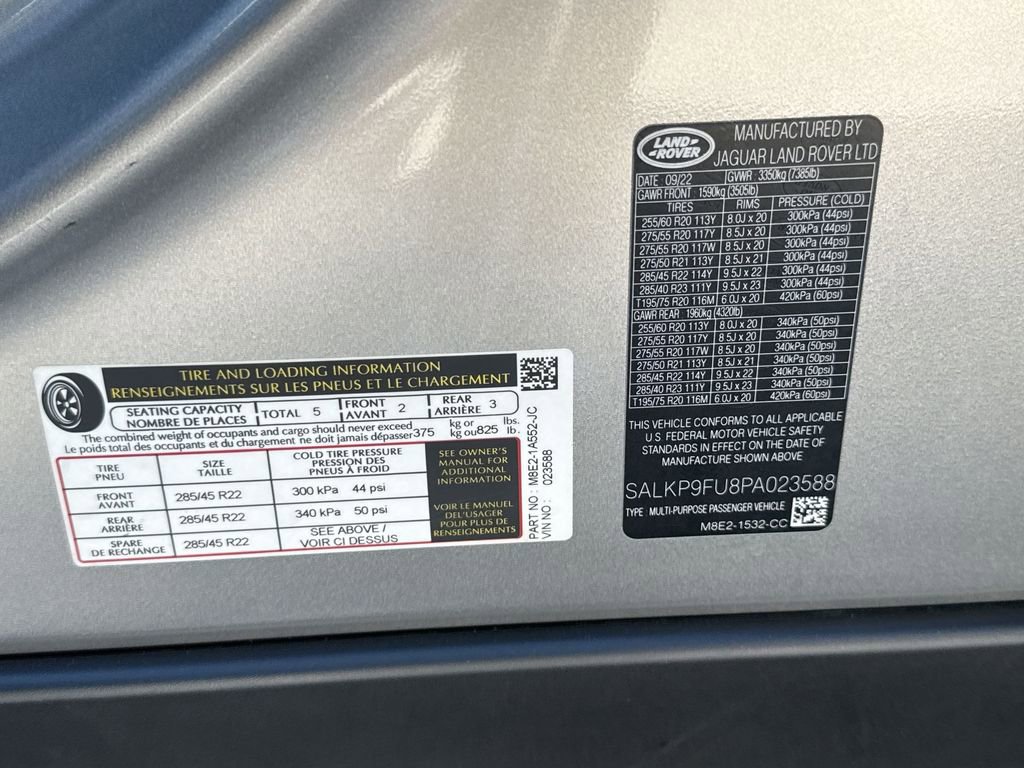 TIRE AND LOADING INFORMATION
RENSEIGNEMENTS SUR LES PNEUS ET LE CHARGEMENT
SEATING CAPACITY
NOMBRE DE PLACES
TOTAL 5
FRONT
AVANT 2
REAR
ARRIÈRE 3
The combined weight of occupants and cargo should never exceed 375 kg or 825 lbs.
Le poids total des occupants et du chargement ne doit jamais dépasser kg ou lb.
TIRE
PNEU
SIZE
TAILLE
COLD TIRE PRESSURE
PRESSION DES
PNEUS À FROID
FRONT
AVANT
285/45 R22
300 kPa 44 psi
REAR
ARRIÈRE
285/45 R22
340 kPa 50 psi
SPARE
DE RECHANGE
285/45 R22
SEE ABOVE /
VOIR CI DESSUS
SEE OWNER'S
MANUAL FOR
ADDITIONAL
INFORMATION
VOIR LE MANUEL
DEL'USAGER
POUR PLUS DE
RENSEIGNEMENTS
PART NO : M8E2-1A552-JC
VIN NO : 023588
LAND-
-ROVER
MANUFACTURED BY
JAGUAR LAND ROVER LTD
DATE 09/22 GVWR 3350kg (7385lb)
GAWR FRONT 1590kg (3505lb)
TIRES RIMS PRESSURE (COLD)
255/60 R20 113Y 8.0J x 20 300kPa (44psi)
275/55 R20 117Y 8.5J x 20 300kPa (44psi)
275/55 R20 117W 8.5J x 20 300kPa (44psi)
275/50 R21 113Y 8.5J x 21 300kPa (44psi)
285/45 R22 114Y 9.5J x 22 300kPa (44psi)
285/40 R23 111Y 9.5J x 23 300kPa (44psi)
T195/75 R20 116M 6.0J x 20 420kPa (60psi)
GAWR REAR 1960kg (4320lb)
255/60 R20 113Y 8.0J x 20 340kPa (50psi)
275/55 R20 117Y 8.5J x 20 340kPa (50psi)
275/55 R20 117W 8.5J x 20 340kPa (50psi)
275/50 R21 113Y 8.5J x 21 340kPa (50psi)
285/45 R22 114Y 9.5J x 22 340kPa (50psi)
285/40 R23 111Y 9.5J x 23 340kPa (50psi)
T195/75 R20 116M 6.0J x 20 420kPa (60psi)
THIS VEHICLE CONFORMS TO ALL APPLICABLE
U.S. FEDERAL MOTOR VEHICLE SAFETY
STANDARDS IN EFFECT ON THE DATE OF
MANUFACTURE SHOWN ABOVE
SALKP9FU8PA023588
TYPE : MULTI-PURPOSE PASSENGER VEHICLE
M8E2-1532-CC